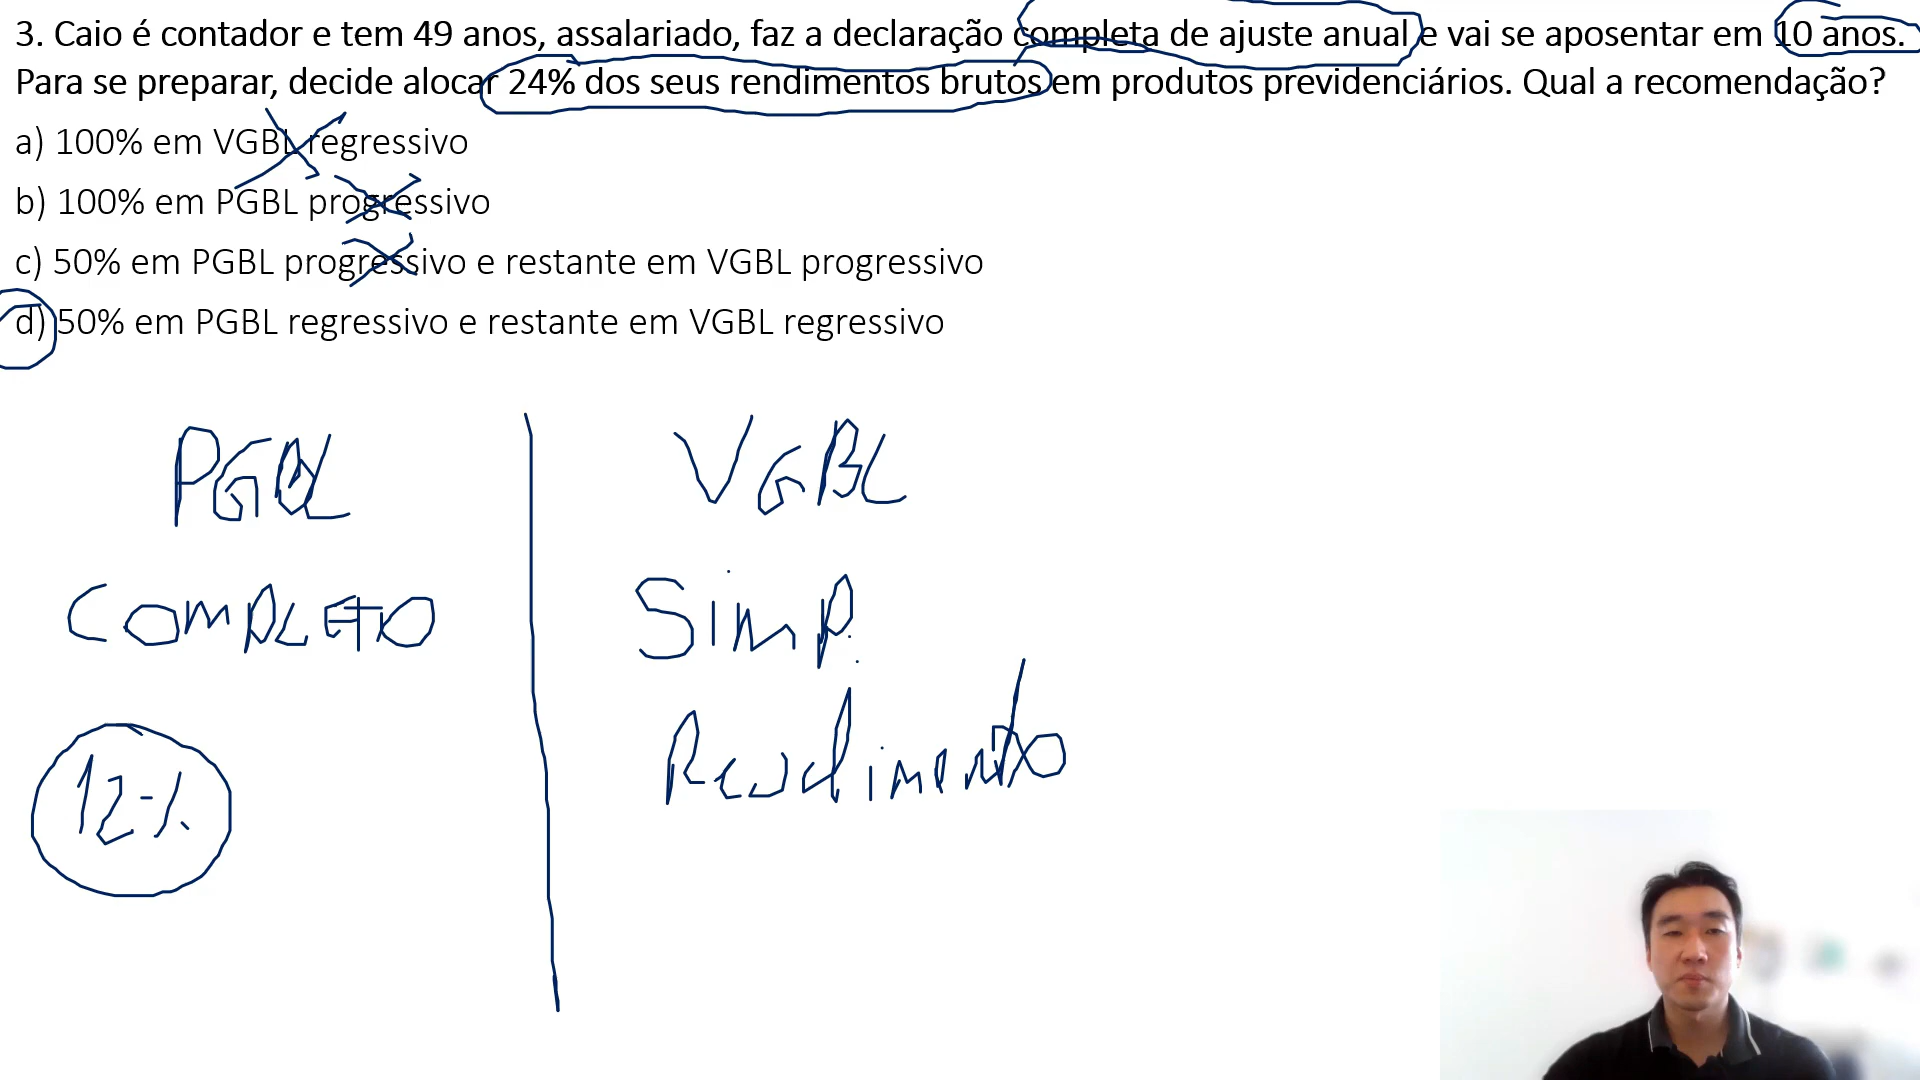 3. Caio é contador e tem 49 anos, assalariado, faz a declaração completa de ajuste anual e vai se aposentar em 10 anos.
Para se preparar, decide alocar 24% dos seus rendimentos brutos em produtos previdenciários. Qual a recomendação?
a) 100% em VGBL regressivo
b) 100% em PGBL progressivo
c) 50% em PGBL progressivo e restante em VGBL progressivo
d) 50% em PGBL regressivo e restante em VGBL regressivo
PGBL
VGBL
COMPLETO
Simp.
Rendimento
12%